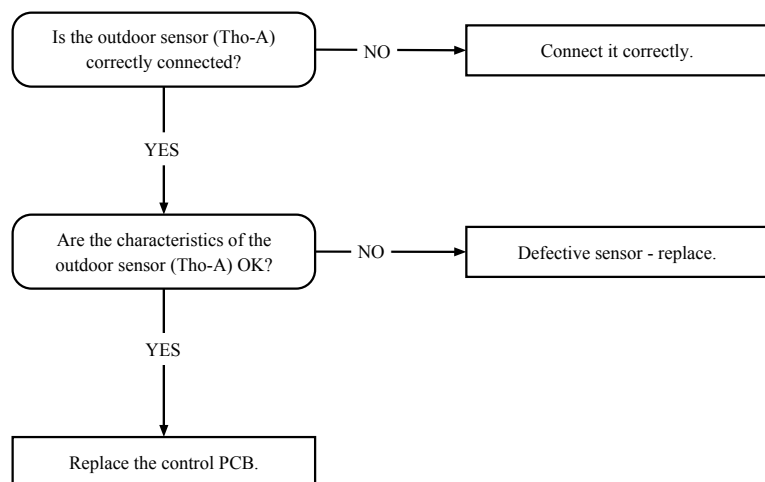 Is the outdoor sensor (Tho-A)
correctly connected?
NO
Connect it correctly.
YES
Are the characteristics of the
outdoor sensor (Tho-A) OK?
NO
Defective sensor - replace.
YES
Replace the control PCB.